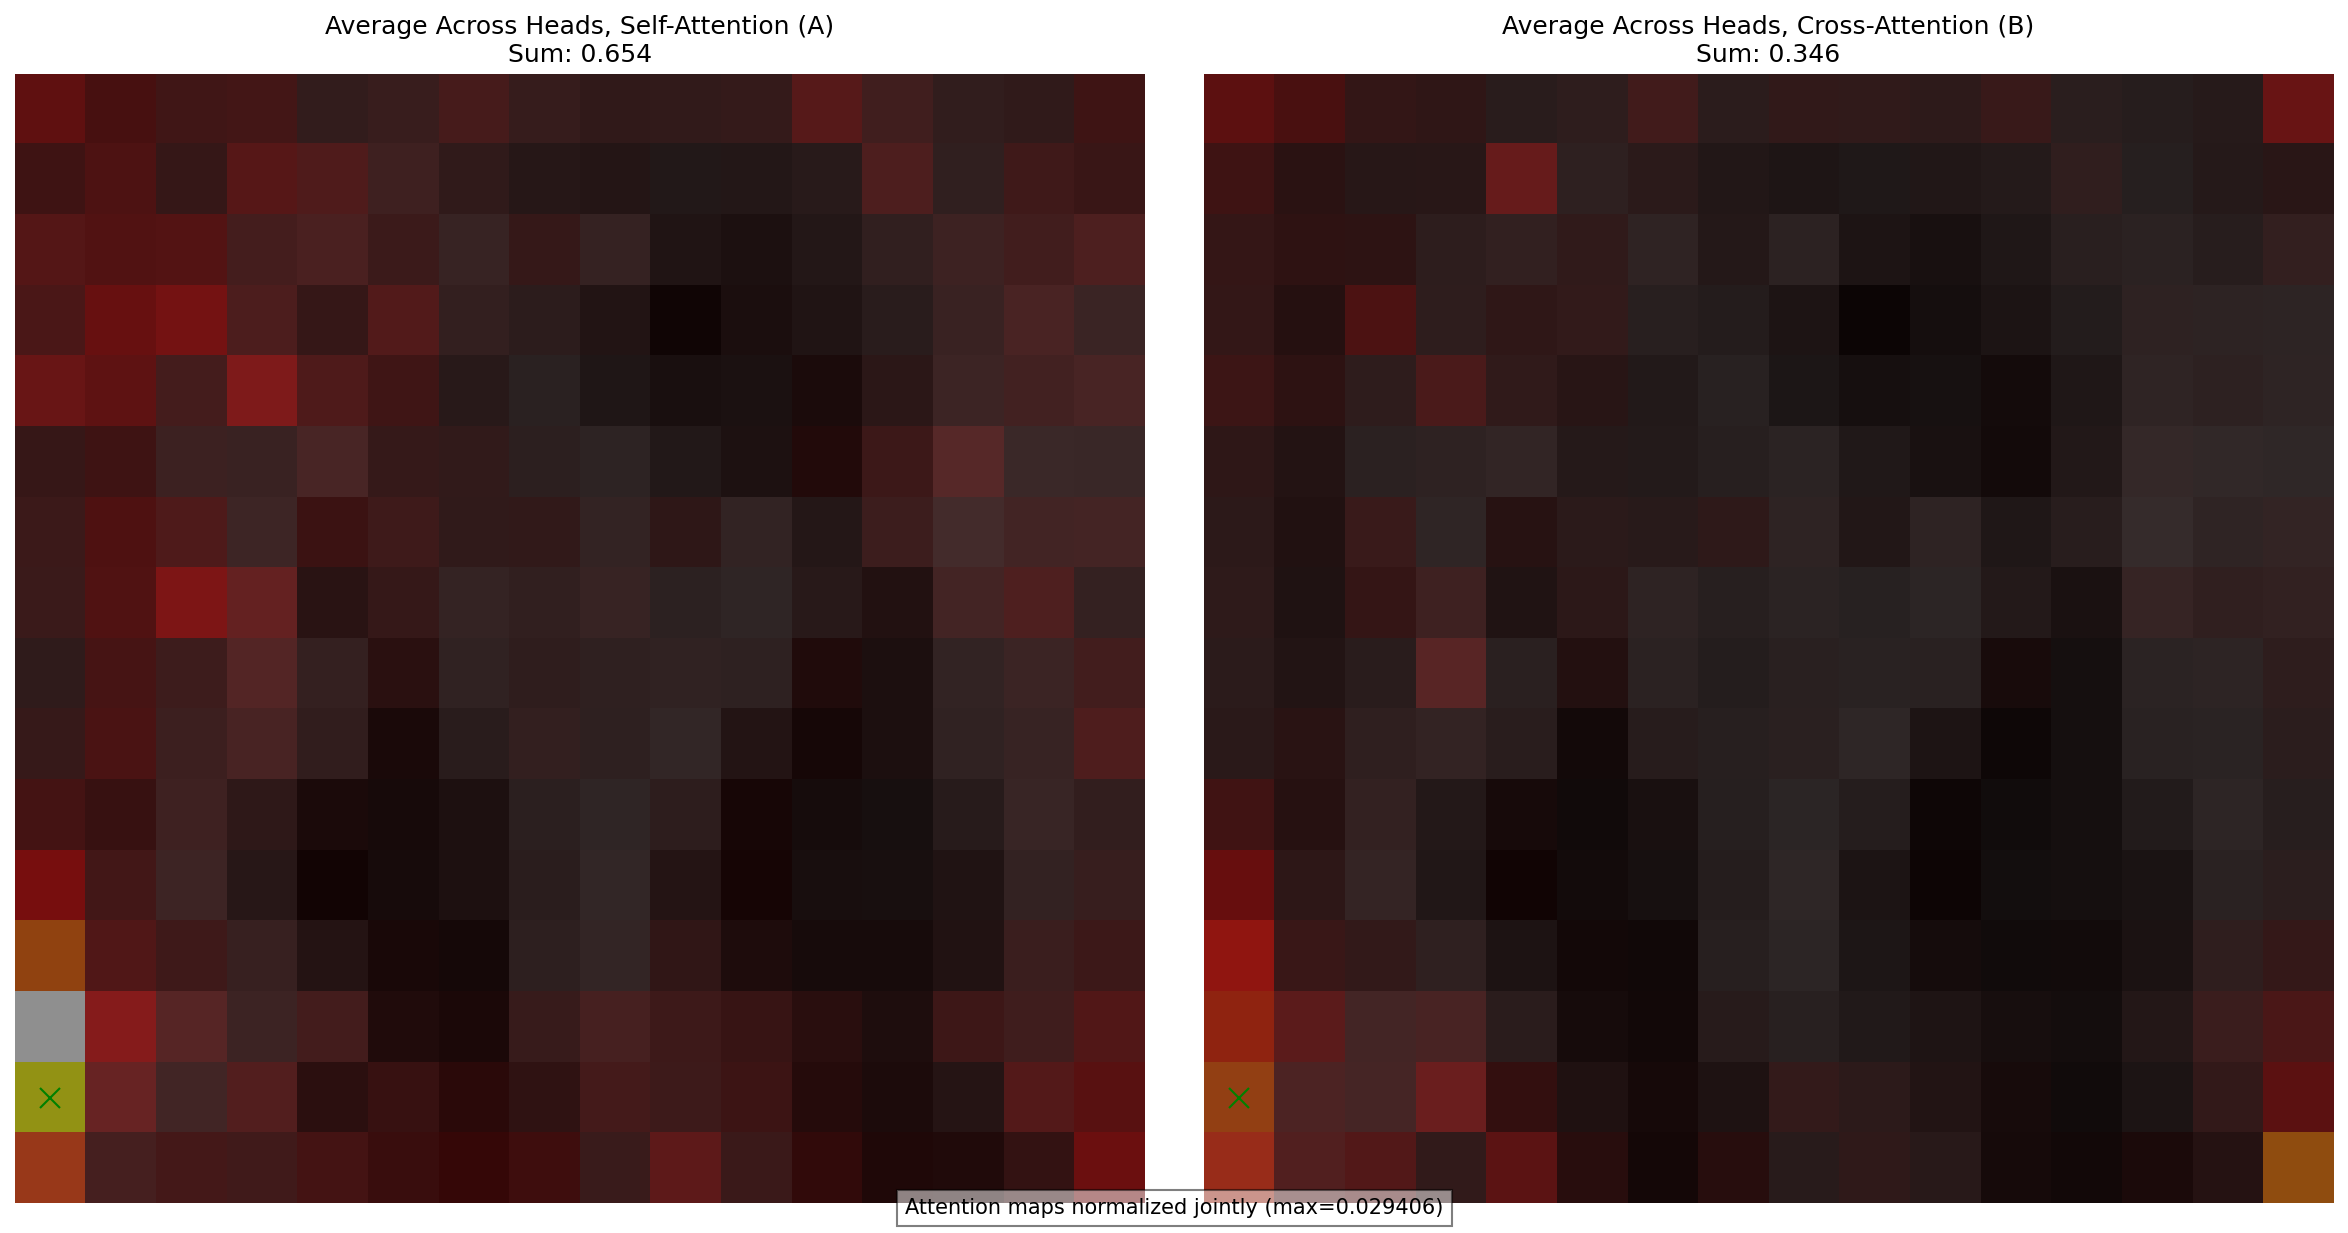 Average Across Heads, Self-Attention (A)
Sum: 0.654
Average Across Heads, Cross-Attention (B)
Sum: 0.346
Attention maps normalized jointly (max=0.029406)